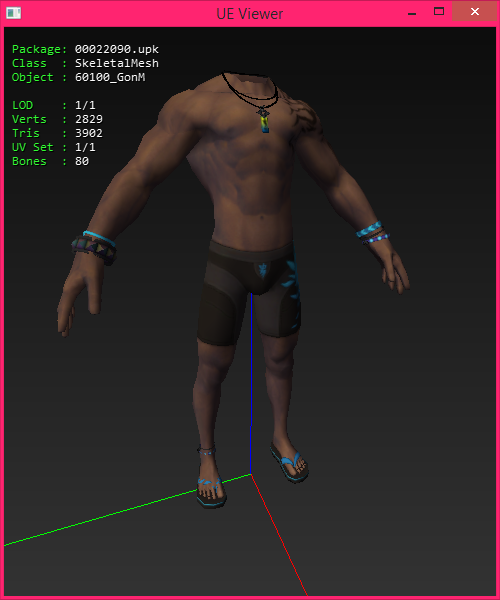 UE Viewer
Package: 00022090.upk
Class : SkeletalMesh
Object : 60100_GonM
LOD : 1/1
Verts : 2829
Tris : 3902
UV Set : 1/1
Bones : 80